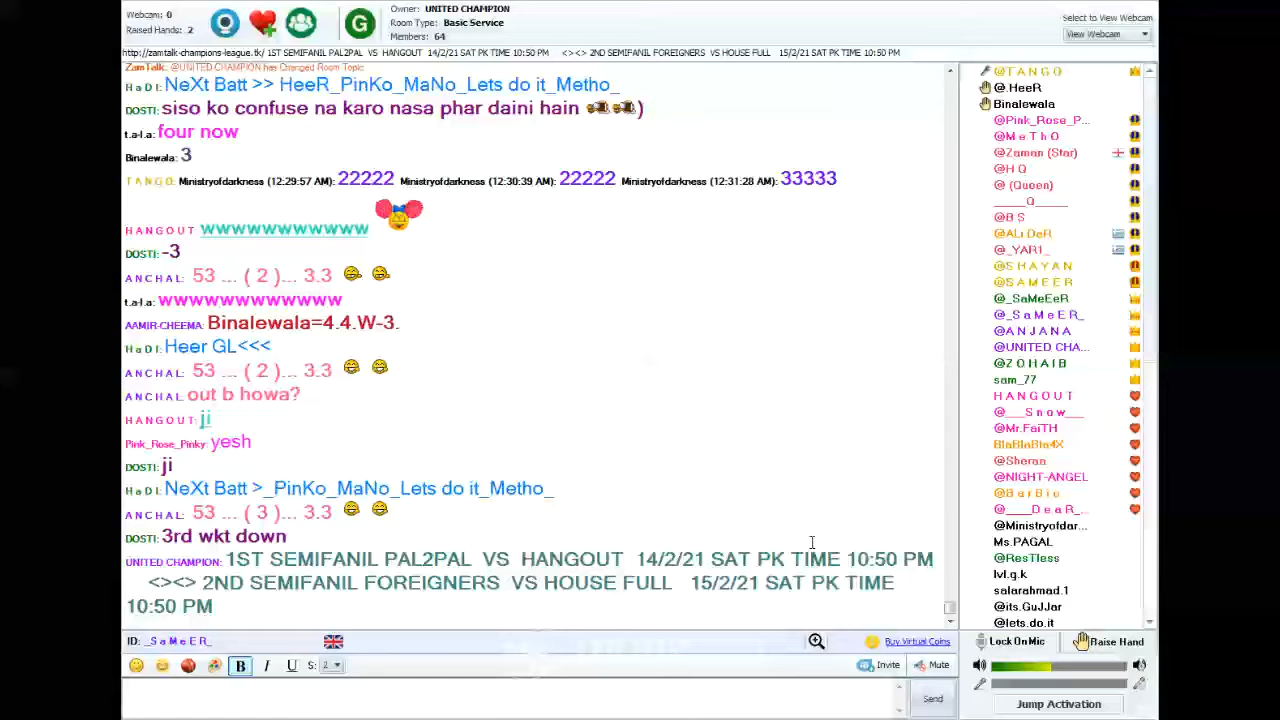 Webcam: 0
Raised Hands: 2
Owner: UNITED CHAMPION
Room Type: Basic Service
Members: 64
Select to View Webcam
View Webcam
http://zamtalk-champions-league.tk/ 1ST SEMIFANIL PAL2PAL VS HANGOUT 14/2/21 SAT PK TIME 10:50 PM <><> 2ND SEMIFANIL FOREIGNERS VS HOUSE FULL 15/2/21 SAT PK TIME 10:50 PM
ZamTalk: @UNITED CHAMPION has Changed Room Topic
HaDI: NeXt Batt >> HeeR_PinKo_MaNo_Lets do it_Metho_
DOSTI: siso ko confuse na karo nasa phar daini hain )
t.a-l.a: four now
Binalewala: 3
TANGO: Ministryofdarkness (12:29:57 AM): 22222 Ministryofdarkness (12:30:39 AM): 22222 Ministryofdarkness (12:31:28 AM): 33333
HANGOUT wwwwwwwwwww
DOSTI: -3
ANCHAL: 53 ... ( 2 )... 3.3
t.a-l.a: wwwwwwwwwwww
AAMIR-CHEEMA: Binalewala=4.4.W-3.
HaDI: Heer GL<<<
ANCHAL: 53 ... ( 2 )... 3.3
ANCHAL: out b howa?
HANGOUT: ji
Pink_Rose_Pinky: yesh
DOSTI: ji
HaDI: NeXt Batt >_PinKo_MaNo_Lets do it_Metho_
ANCHAL: 53 ... ( 3 )... 3.3
DOSTI: 3rd wkt down
UNITED CHAMPION: 1ST SEMIFANIL PAL2PAL VS HANGOUT 14/2/21 SAT PK TIME 10:50 PM
<><> 2ND SEMIFANIL FOREIGNERS VS HOUSE FULL 15/2/21 SAT PK TIME
10:50 PM
@TANGO
@.HeeR
Binalewala
@Pink_Rose_P...
@MeThO
@Zaman (Star)
@HQ
@ (Queen)
_____Q_____
@BS
@ALi DeR
@_YAR1_
@SHAYAN
@SAMEER
@_SaMeEeR
@_SaMeER_
@ANJANA
@UNITED CHA...
@ZOHAIB
sam_77
HANGOUT
@___Snow___
@Mr.FaiTH
BlaBlaBla4X
@Sheran
@NIGHT-ANGEL
@BarBie
@____DeaR_...
@Ministryofdar...
Ms.PAGAL
@ResTless
lvl.g.k
salarahmad.1
@its.GuJJar
@lets.do.it
ID: _SaMeER_
Buy Virtual Coins
Lock On Mic
Raise Hand
B I U S: 2
Invite
Mute
Send
Jump Activation